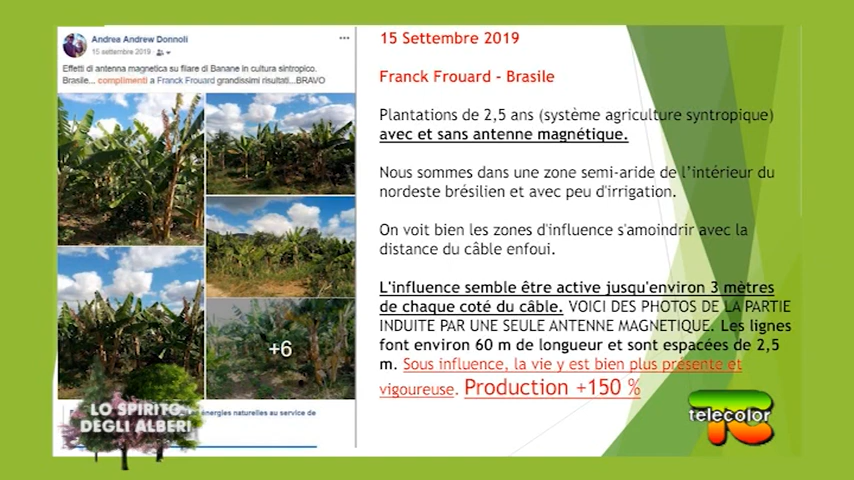 Andrea Andrew Donnoli
15 settembre 2019
Effetti di antenna magnetica su filare di Banane in cultura sintropico.
Brasile... complimenti a Franck Frouard grandissimi risultati...BRAVO
+6
énergies naturelles au service de
LO SPIRITO
DEGLI ALBERI
15 Settembre 2019
Franck Frouard - Brasile
Plantations de 2,5 ans (système agriculture syntropique)
avec et sans antenne magnétique.
Nous sommes dans une zone semi-aride de l'intérieur du
nordeste brésilien et avec peu d'irrigation.
On voit bien les zones d'influence s'amoindrir avec la
distance du câble enfoui.
L'influence semble être active jusqu'environ 3 mètres
de chaque coté du câble. VOICI DES PHOTOS DE LA PARTIE
INDUITE PAR UNE SEULE ANTENNE MAGNETIQUE. Les lignes
font environ 60 m de longueur et sont espacées de 2,5
m. Sous influence, la vie y est bien plus présente et
vigoureuse. Production +150 %
telecolor